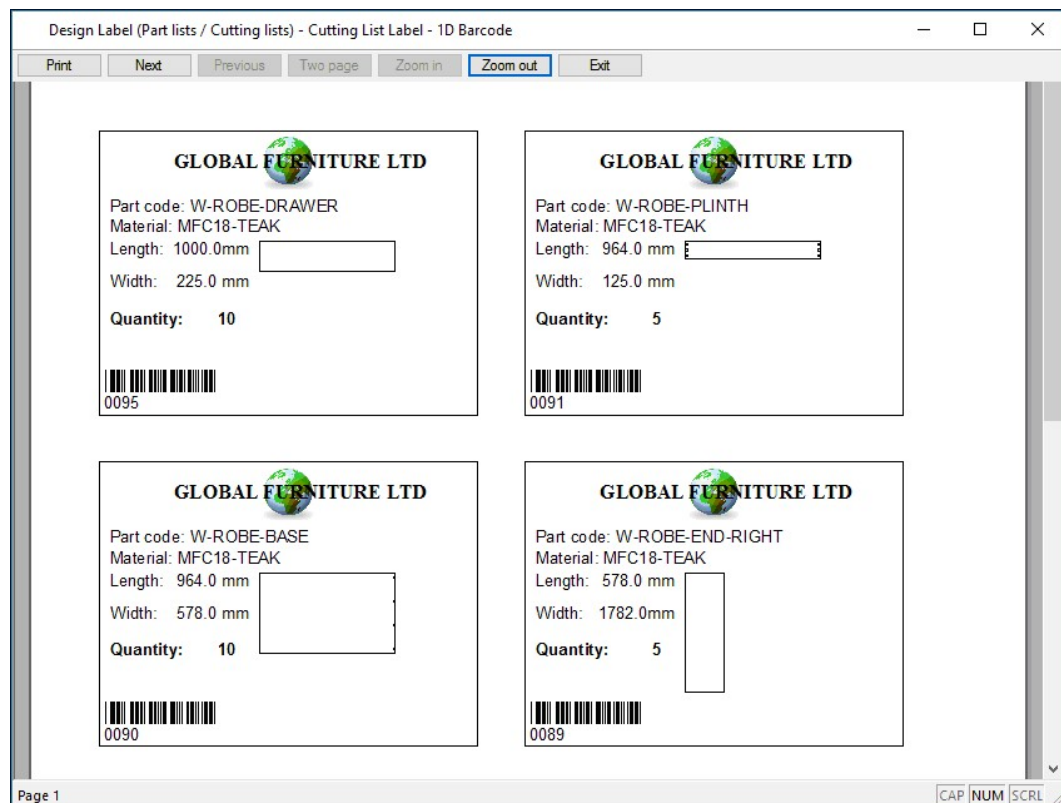 Design Label (Part lists / Cutting lists) - Cutting List Label - 1D Barcode
Print Next Previous Two page Zoom in Zoom out Exit
GLOBAL FURNITURE LTD
Part code: W-ROBE-DRAWER
Material: MFC18-TEAK
Length: 1000.0mm
Width: 225.0 mm
Quantity: 10
0095
GLOBAL FURNITURE LTD
Part code: W-ROBE-PLINTH
Material: MFC18-TEAK
Length: 964.0 mm
Width: 125.0 mm
Quantity: 5
0091
GLOBAL FURNITURE LTD
Part code: W-ROBE-BASE
Material: MFC18-TEAK
Length: 964.0 mm
Width: 578.0 mm
Quantity: 10
0090
GLOBAL FURNITURE LTD
Part code: W-ROBE-END-RIGHT
Material: MFC18-TEAK
Length: 578.0 mm
Width: 1782.0mm
Quantity: 5
0089
Page 1 CAP NUM SCRL